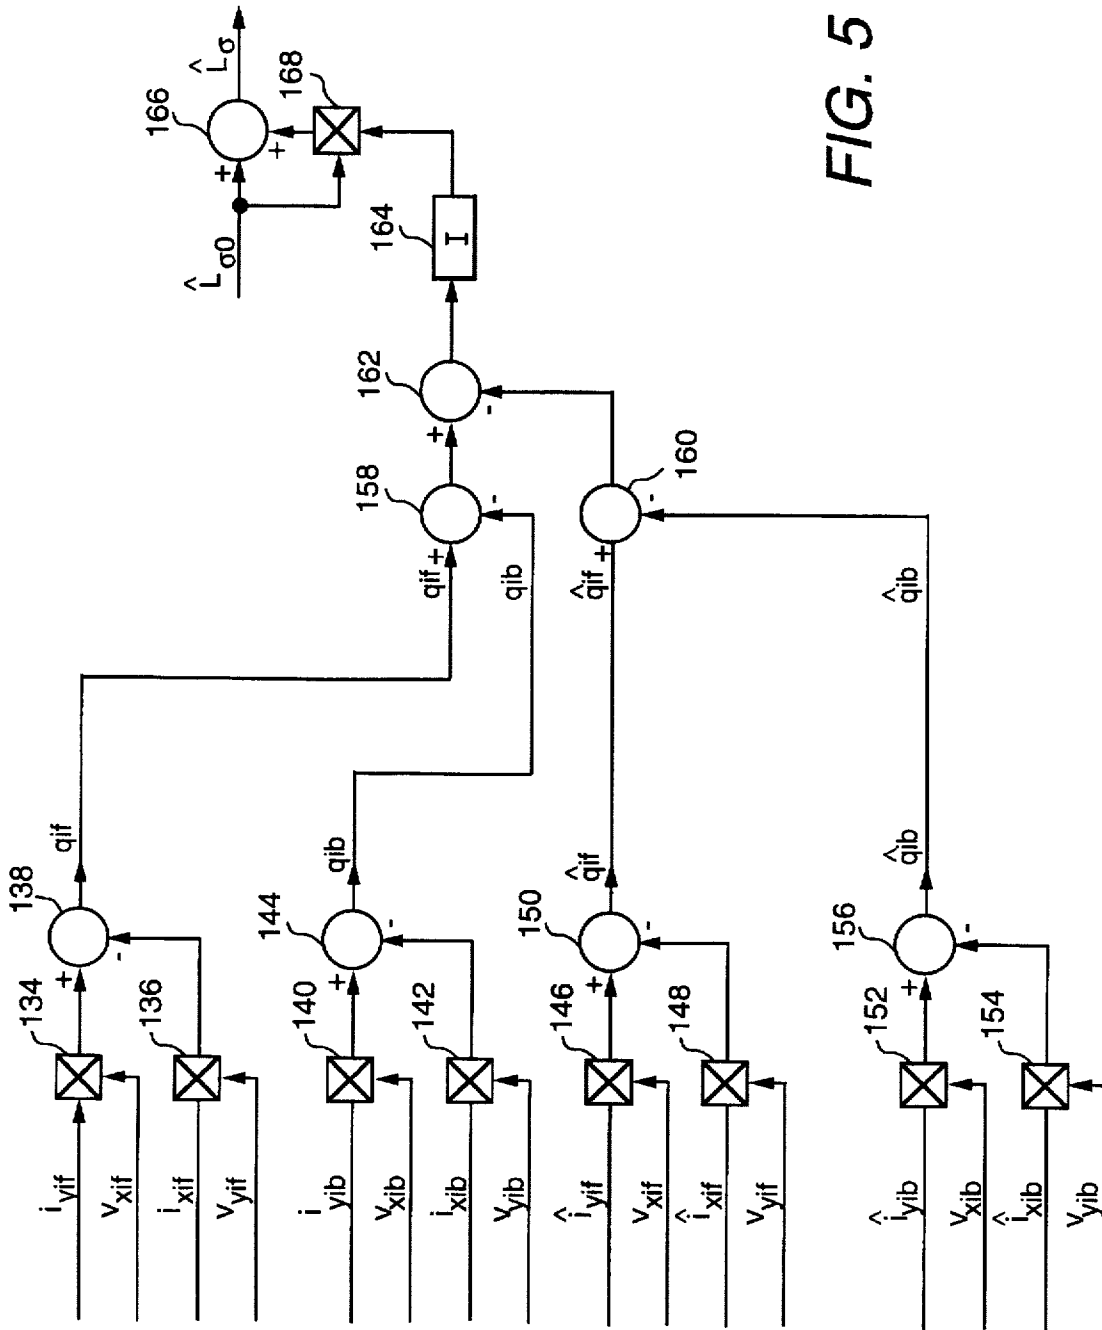 L̂σ
166
168
L̂σ0
+
+
164
I
162
+
-
158
160
qif
+
-
qib
q̂if
+
-
q̂ib
138
qif
+
-
134
136
iyif
vxif
ixif
vyif
144
qib
+
-
140
142
iyib
vxib
ixib
vyib
150
q̂if
+
-
146
148
îyif
vxif
îxif
vyif
156
q̂ib
+
-
152
154
îyib
vxib
îxib
vyib
FIG. 5